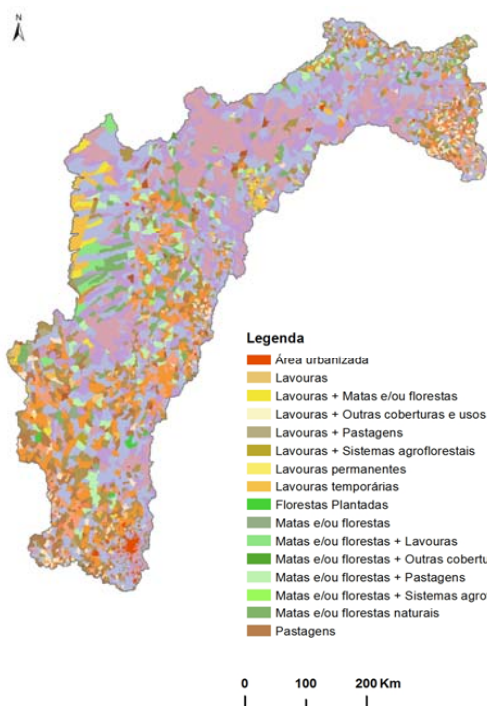 N
Legenda
Área urbanizada
Lavouras
Lavouras + Matas e/ou florestas
Lavouras + Outras coberturas e usos
Lavouras + Pastagens
Lavouras + Sistemas agroflorestais
Lavouras permanentes
Lavouras temporárias
Florestas Plantadas
Matas e/ou florestas
Matas e/ou florestas + Lavouras
Matas e/ou florestas + Outras cobertu
Matas e/ou florestas + Pastagens
Matas e/ou florestas + Sistemas agrof
Matas e/ou florestas naturais
Pastagens
0 100 200 Km